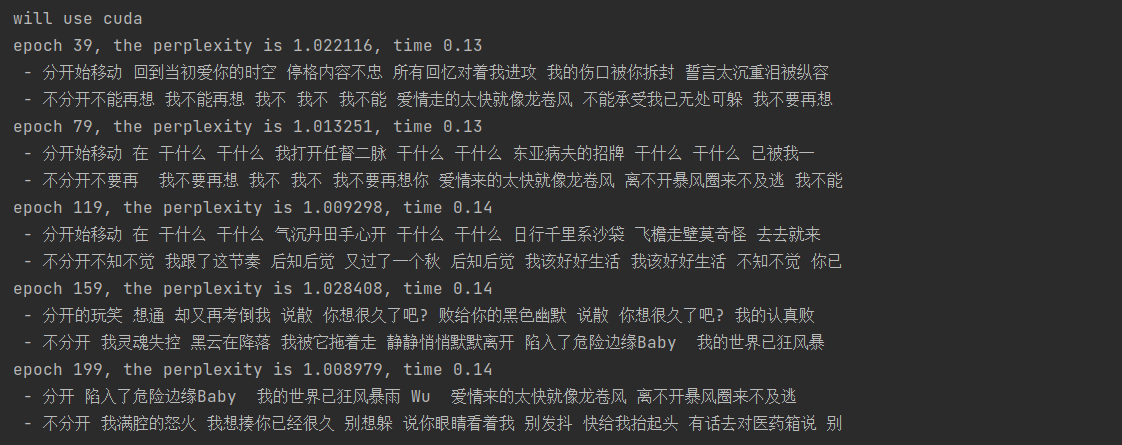 will use cuda
epoch 39, the perplexity is 1.022116, time 0.13
 - 分开始移动 回到当初爱你的时空 停格内容不忠 所有回忆对着我进攻 我的伤口被你拆封 誓言太沉重泪被纵容
 - 不分开不能再想 我不能再想 我不 我不 我不能 爱情走的太快就像龙卷风 不能承受我已无处可躲 我不要再想
epoch 79, the perplexity is 1.013251, time 0.13
 - 分开始移动 在 干什么 干什么 我打开任督二脉 干什么 干什么 东亚病夫的招牌 干什么 干什么 已被我一
 - 不分开不要再  我不要再想 我不 我不 我不要再想你 爱情来的太快就像龙卷风 离不开暴风圈来不及逃 我不能
epoch 119, the perplexity is 1.009298, time 0.14
 - 分开始移动 在 干什么 干什么 气沉丹田手心开 干什么 干什么 日行千里系沙袋 飞檐走壁莫奇怪 去去就来
 - 不分开不知不觉 我跟了这节奏 后知后觉 又过了一个秋 后知后觉 我该好好生活 我该好好生活 不知不觉 你已
epoch 159, the perplexity is 1.028408, time 0.14
 - 分开的玩笑 想通 却又再考倒我 说散 你想很久了吧? 败给你的黑色幽默 说散 你想很久了吧? 我的认真败
 - 不分开 我灵魂失控 黑云在降落 我被它拖着走 静静悄悄默默离开 陷入了危险边缘Baby  我的世界已狂风暴
epoch 199, the perplexity is 1.008979, time 0.14
 - 分开 陷入了危险边缘Baby  我的世界已狂风暴雨 Wu  爱情来的太快就像龙卷风 离不开暴风圈来不及逃
 - 不分开 我满腔的怒火 我想揍你已经很久 别想躲 说你眼睛看着我 别发抖 快给我抬起头 有话去对医药箱说 别